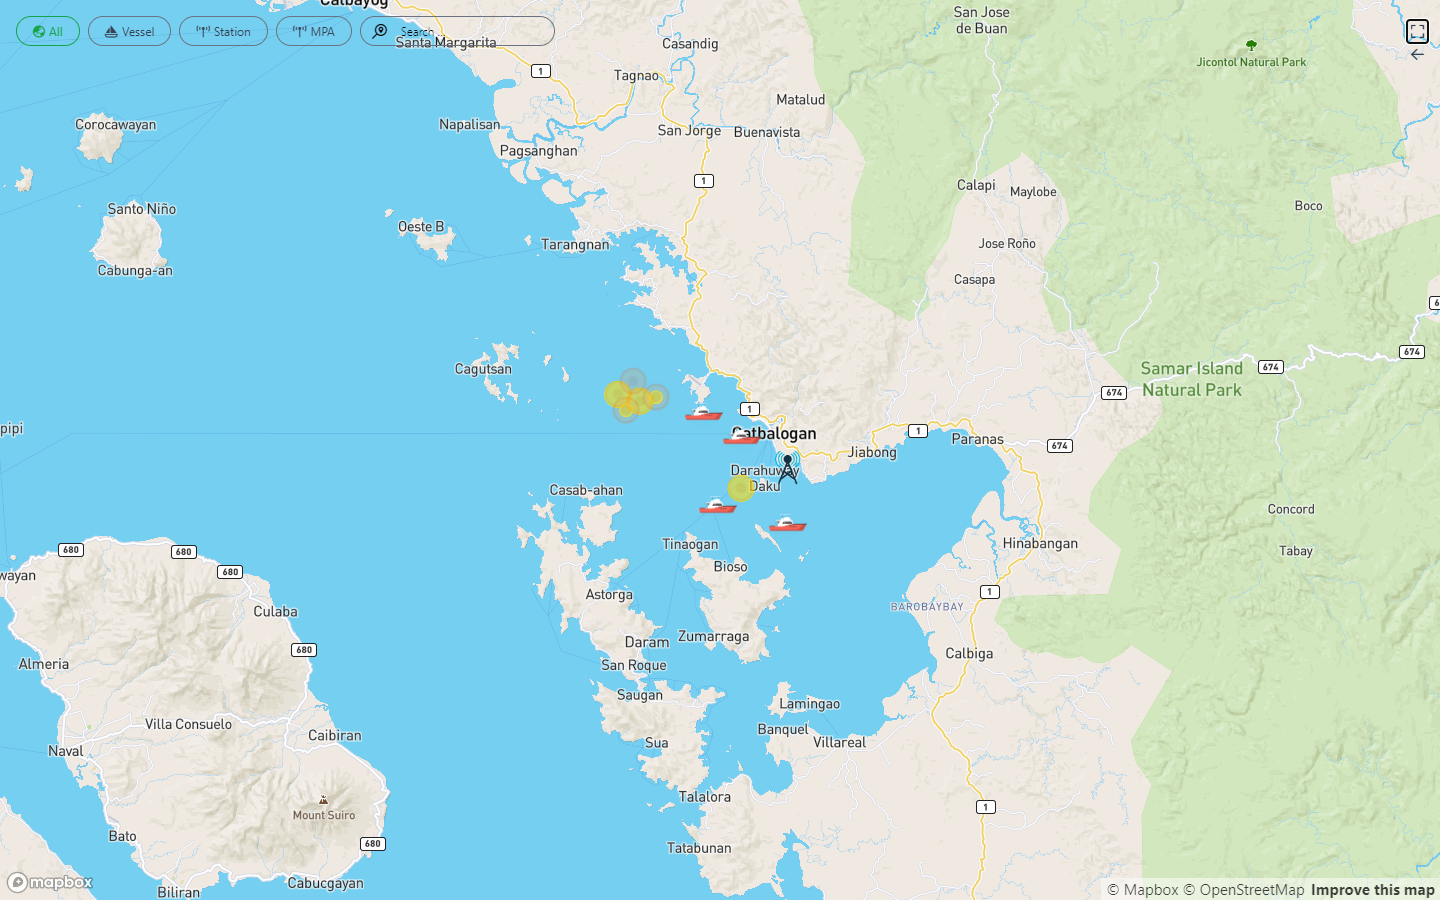 Catbayog
All
Vessel
Station
MPA
Search
Santa Margarita
Casandig
San Jose
de Buan
Jicontol Natural Park
Tagnao
1
Matalud
Corocawayan
Napalisan
San Jorge
Buenavista
Pagsanghan
1
Calapi
Maylobe
Santo Niño
Boco
Oeste B
Tarangnan
Jose Roño
Cabunga-an
Casapa
6
674
Cagutsan
Samar Island
Natural Park
674
674
1
pipi
Catbalogan
1
Paranas
674
Jiabong
Darahuway
Daku
Casab-ahan
Concord
Tinaogan
Hinabangan
680
680
Tabay
wayan
680
Bioso
Astorga
1
Culaba
BAROBAYBAY
Zumarraga
Daram
680
Calbiga
Almeria
San Roque
Saugan
Lamingao
Villa Consuelo
Banquel
Caibiran
Sua
Villareal
Naval
Talalora
1
Mount Suiro
Bato
680
Tatabunan
mapbox
Cabucgayan
Biliran
© Mapbox © OpenStreetMap Improve this map